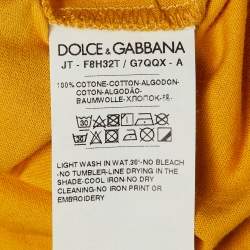 DOLCE & GABBANA
JT - F8H32T / G7QQX - A
100% COTONE-COTTON-ALGODON-
COTON-ALGODÃO-
BAUMWOLLE-ХЛОПОК-
LIGHT WASH IN WAT.30°-NO BLEACH
-NO TUMBLER-LINE DRYING IN THE
SHADE-COOL IRON-NO DRY
CLEANING-NO IRON PRINT OR
EMBROIDERY